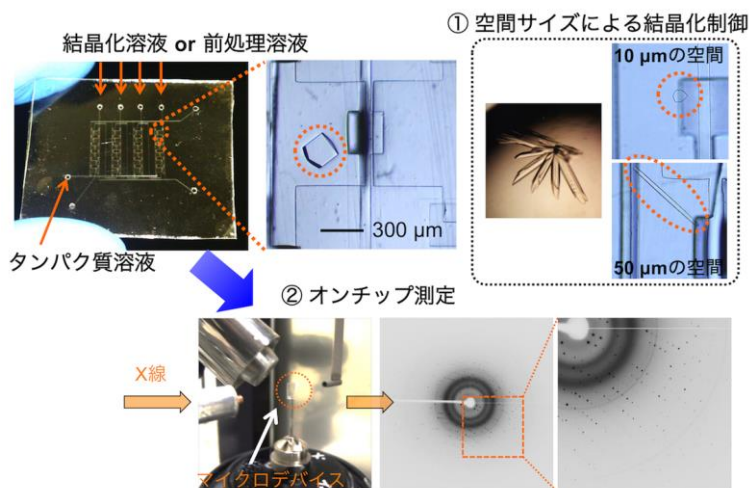 ① 空間サイズによる結晶化制御
結晶化溶液 or 前処理溶液
10 µmの空間
300 µm
タンパク質溶液
50 µmの空間
② オンチップ測定
X線
マイクロデバイス